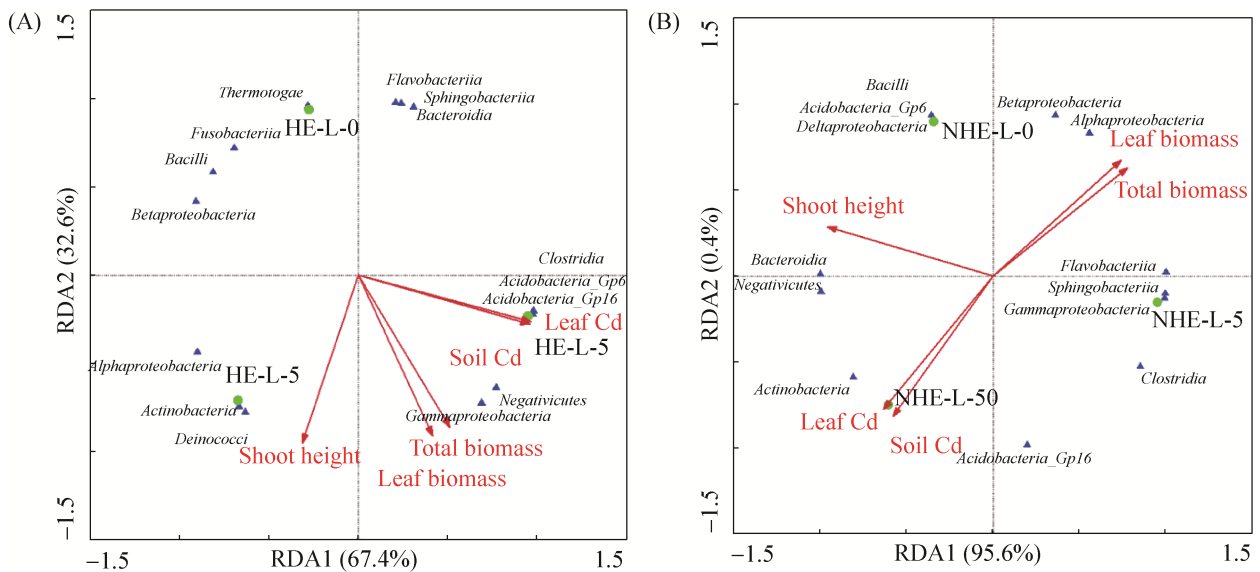 (A)
1.5
Flavobacteriia
Thermotogae
Sphingobacteriia
Bacteroidia
HE-L-0
Fusobacteriia
Bacilli
Betaproteobacteria
RDA2 (32.6%)
Clostridia
Acidobacteria_Gp6
Acidobacteria_Gp16
Leaf Cd
HE-L-5
Soil Cd
Alphaproteobacteria
HE-L-5
Negativicutes
Actinobacteria
Gammaproteobacteria
Deinococci
Shoot height
Total biomass
Leaf biomass
−1.5
−1.5
RDA1 (67.4%)
1.5
(B)
1.5
Bacilli
Acidobacteria_Gp6
Deltaproteobacteria
NHE-L-0
Betaproteobacteria
Alphaproteobacteria
Leaf biomass
Total biomass
Shoot height
RDA2 (0.4%)
Bacteroidia
Negativicutes
Flavobacteriia
Sphingobacteriia
Gammaproteobacteria
NHE-L-5
Actinobacteria
Clostridia
NHE-L-50
Leaf Cd
Soil Cd
Acidobacteria_Gp16
−1.5
−1.5
RDA1 (95.6%)
1.5